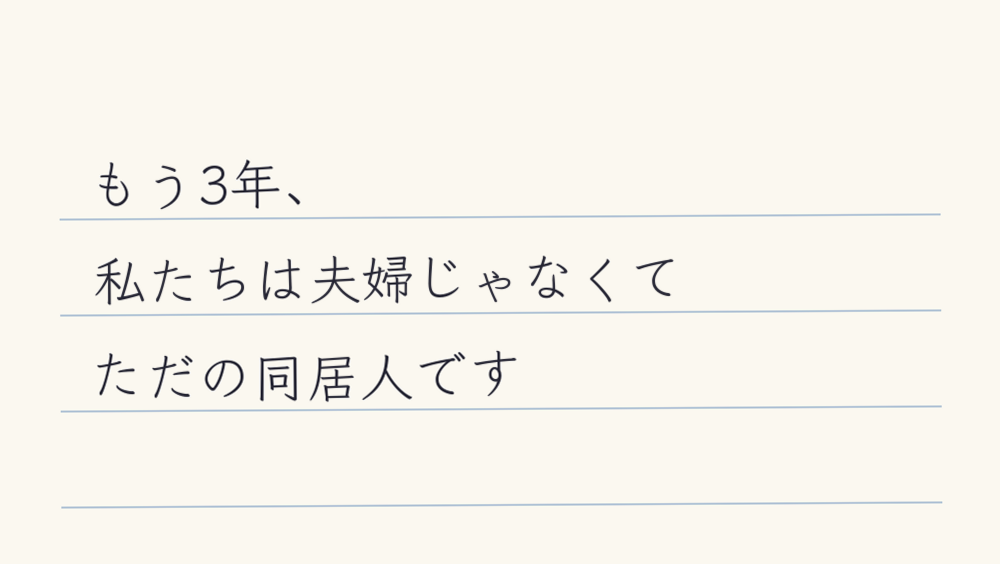 もう3年、
私たちは夫婦じゃなくて
ただの同居人です